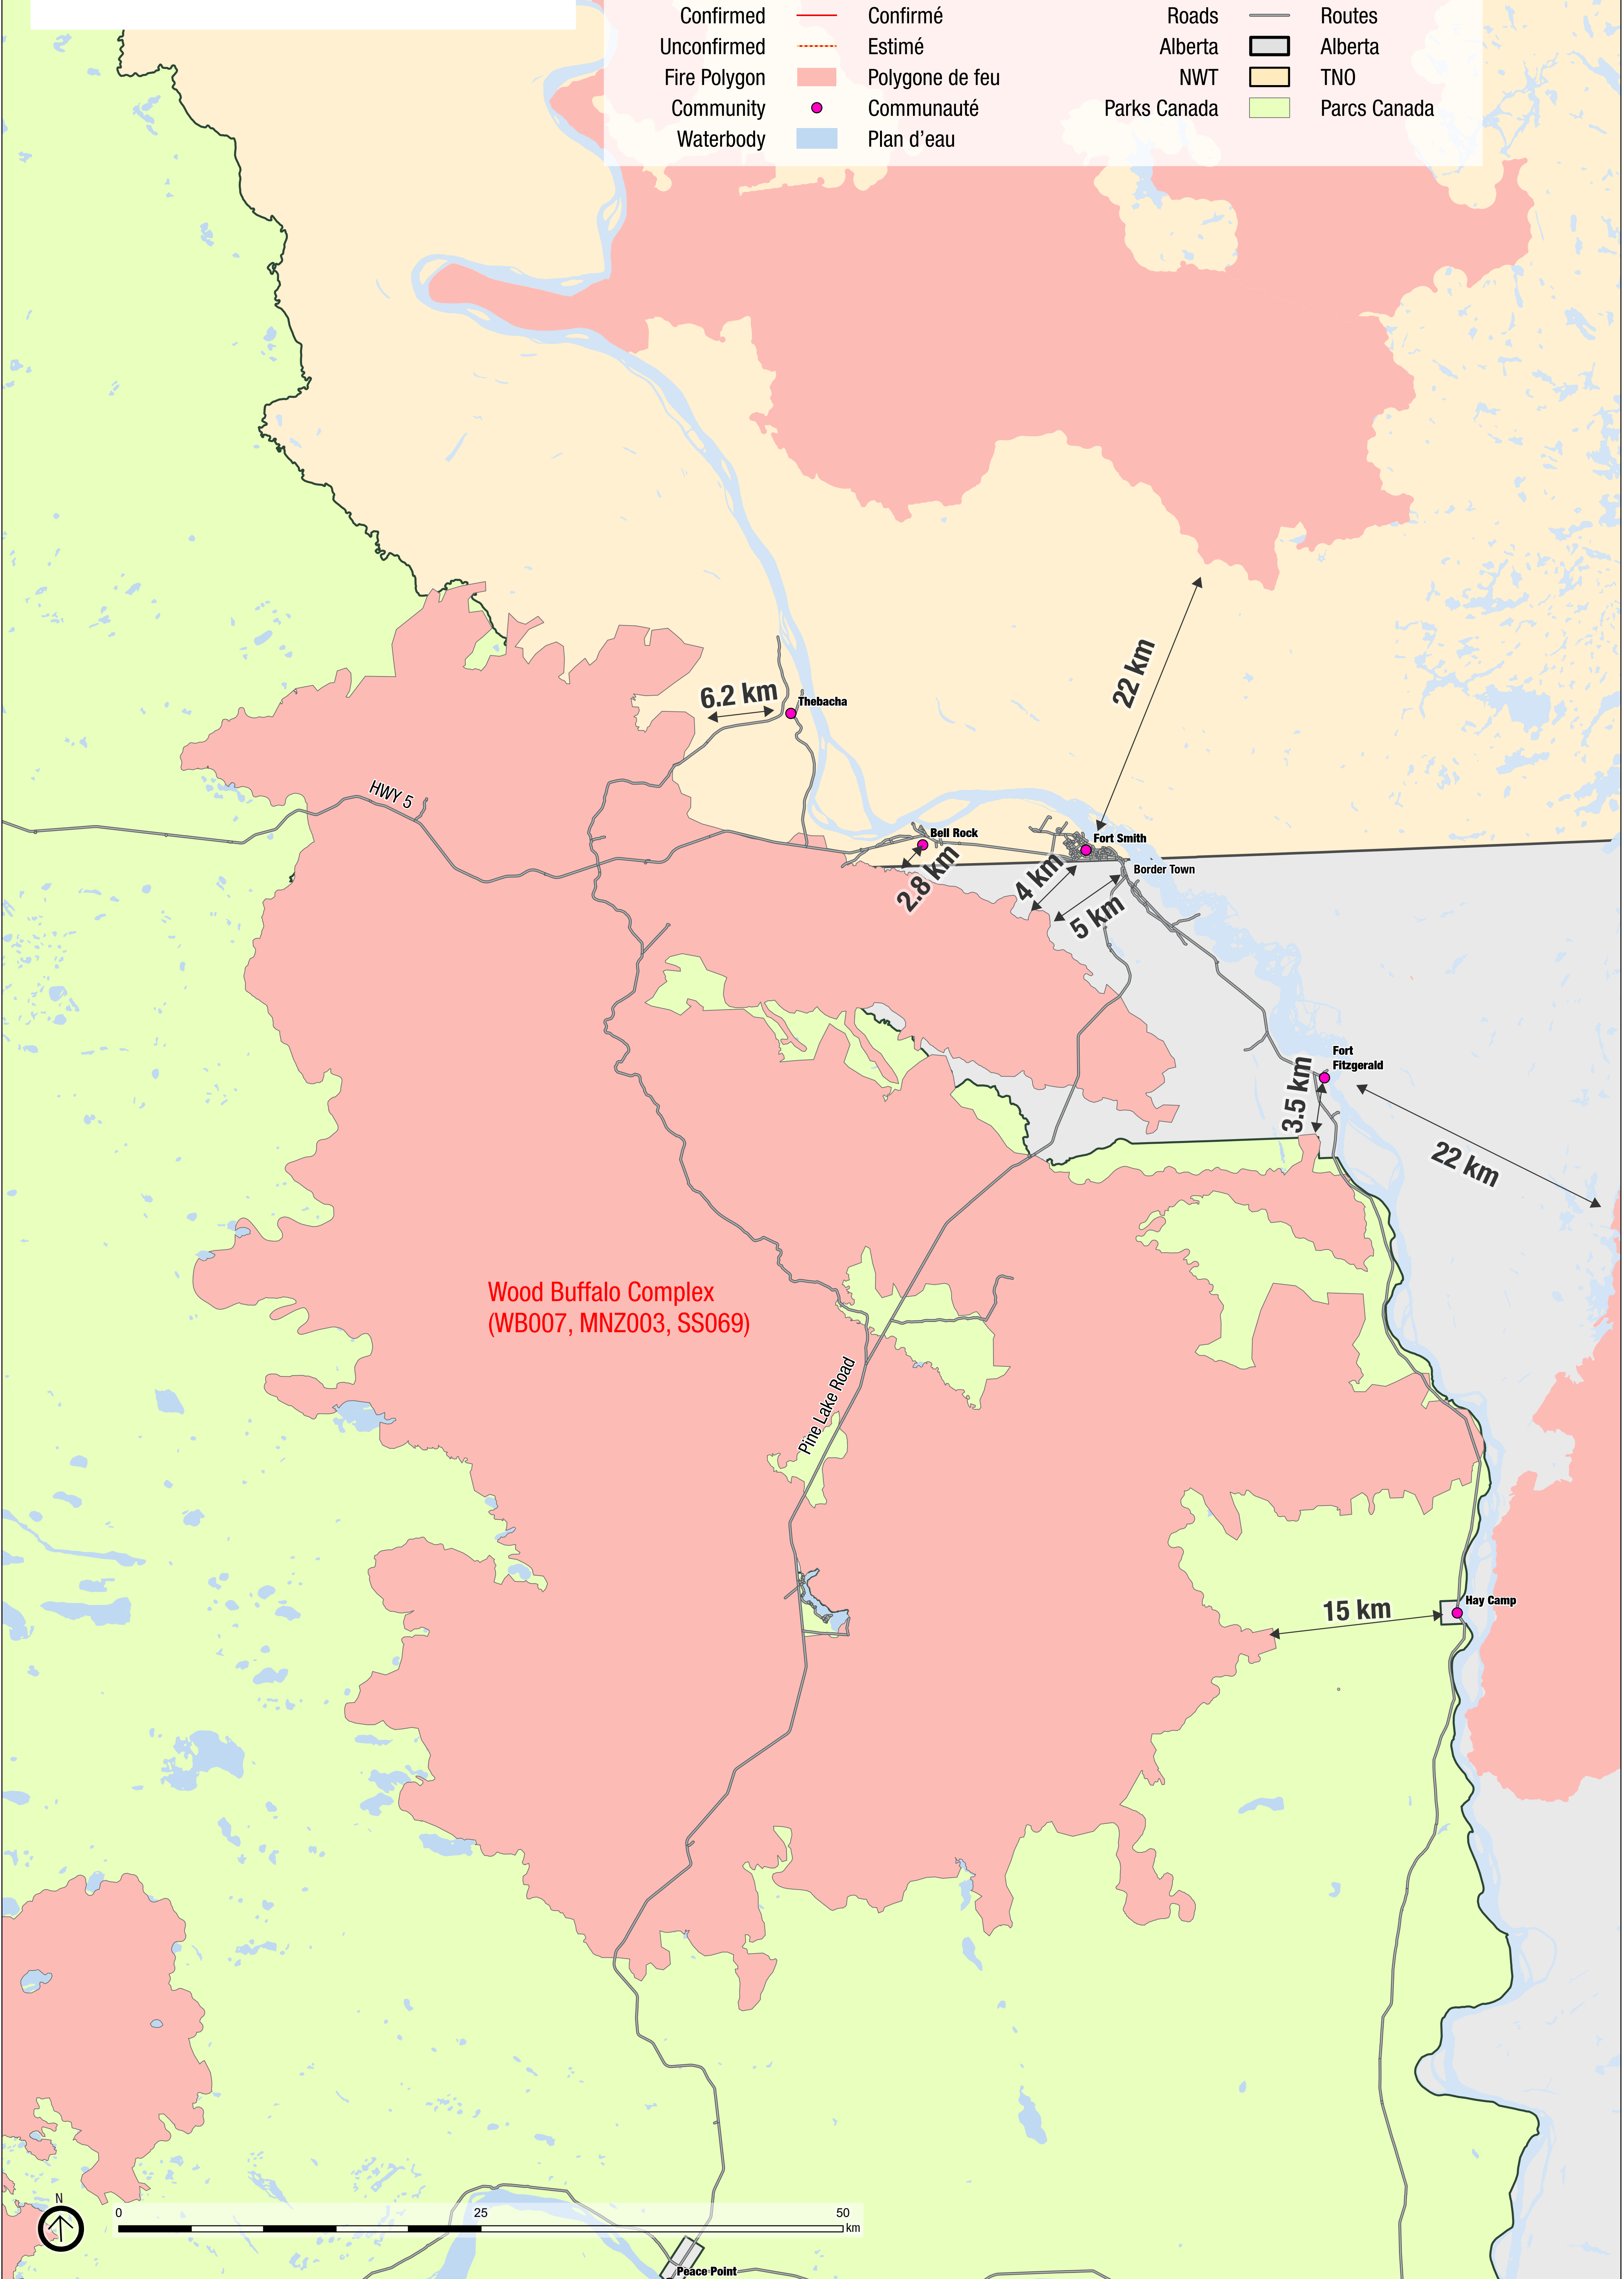 Confirmed Confirmé Roads Routes
Unconfirmed Estimé Alberta Alberta
Fire Polygon Polygone de feu NWT TNO
Community Communauté Parks Canada Parcs Canada
Waterbody Plan d'eau
22 km
6.2 km
Thebacha
HWY 5
Bell Rock
Fort Smith
2.8 km
4 km
Border Town
5 km
Fort
Fitzgerald
3.5 km
22 km
Wood Buffalo Complex
(WB007, MNZ003, SS069)
Pine Lake Road
15 km
Hay Camp
N
0 25 50
km
Peace Point